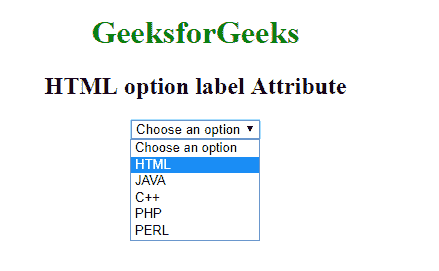 GeeksforGeeks
HTML option label Attribute
Choose an option
Choose an option
HTML
JAVA
C++
PHP
PERL